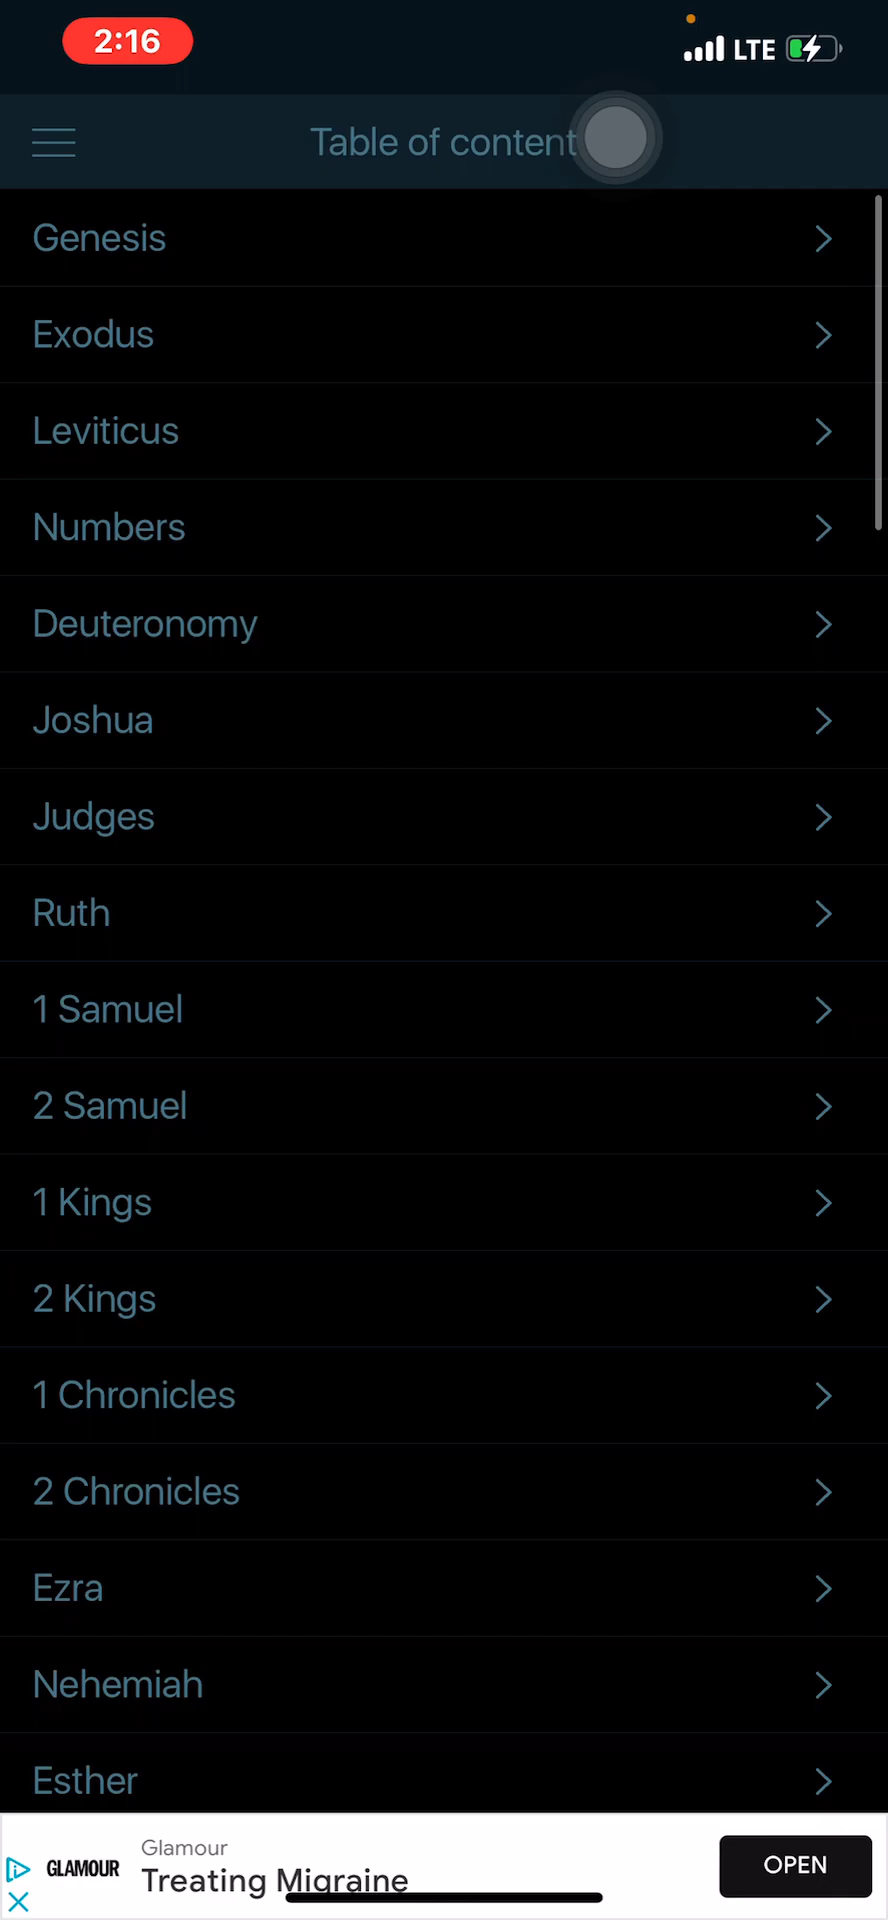 2:16
LTE
Table of content
Genesis
Exodus
Leviticus
Numbers
Deuteronomy
Joshua
Judges
Ruth
1 Samuel
2 Samuel
1 Kings
2 Kings
1 Chronicles
2 Chronicles
Ezra
Nehemiah
Esther
Glamour
GLAMOUR
Treating Migraine
OPEN